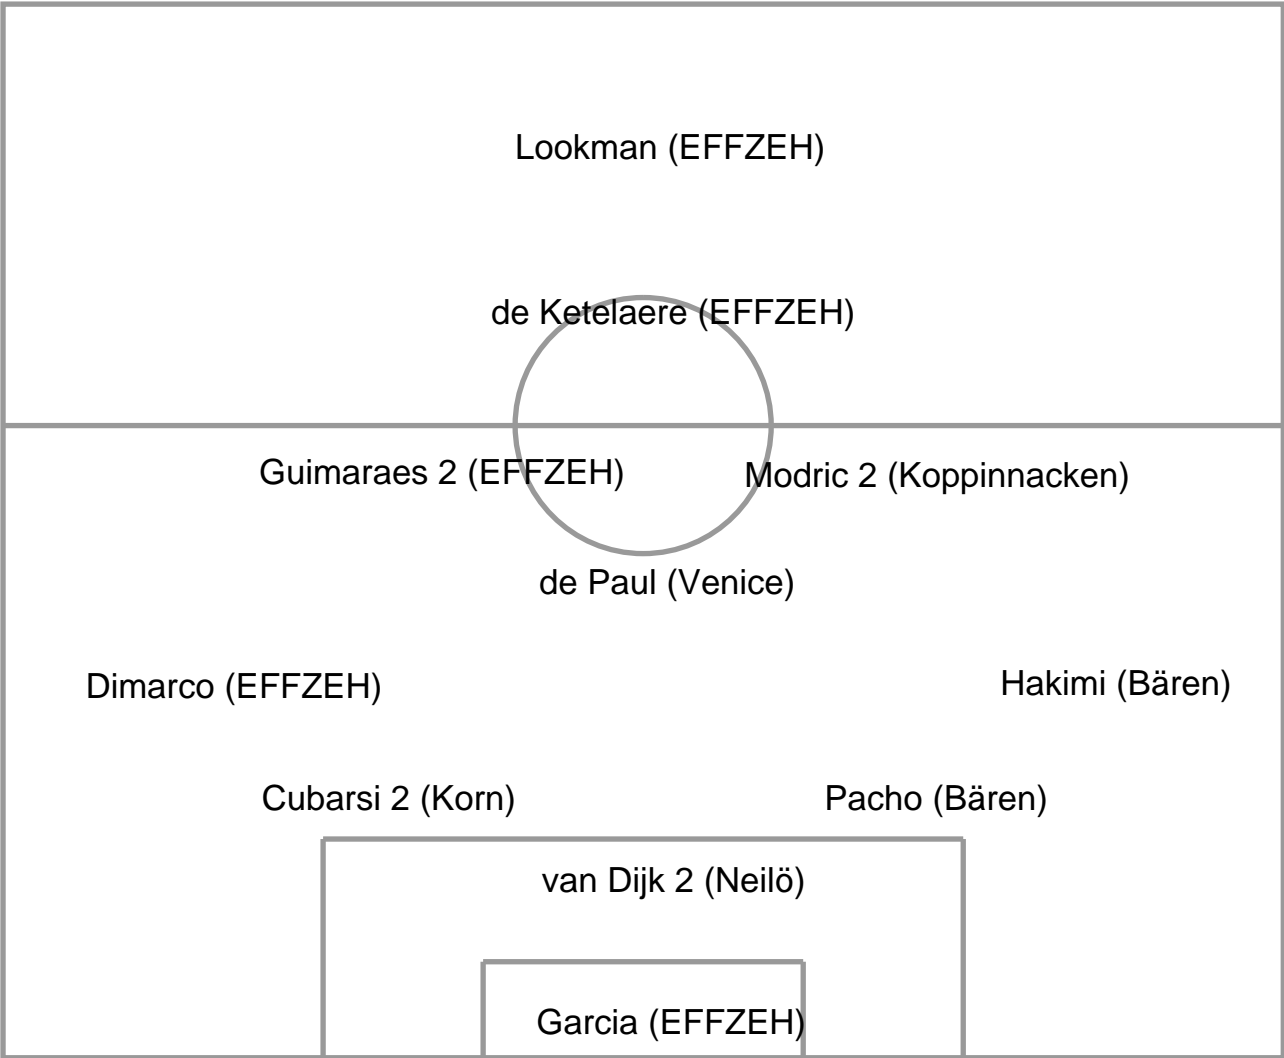 Lookman (EFFZEH)
de Ketelaere (EFFZEH)
Guimaraes 2 (EFFZEH)
Modric 2 (Koppinnacken)
de Paul (Venice)
Dimarco (EFFZEH)
Hakimi (Bären)
Cubarsi 2 (Korn)
Pacho (Bären)
van Dijk 2 (Neilö)
Garcia (EFFZEH)